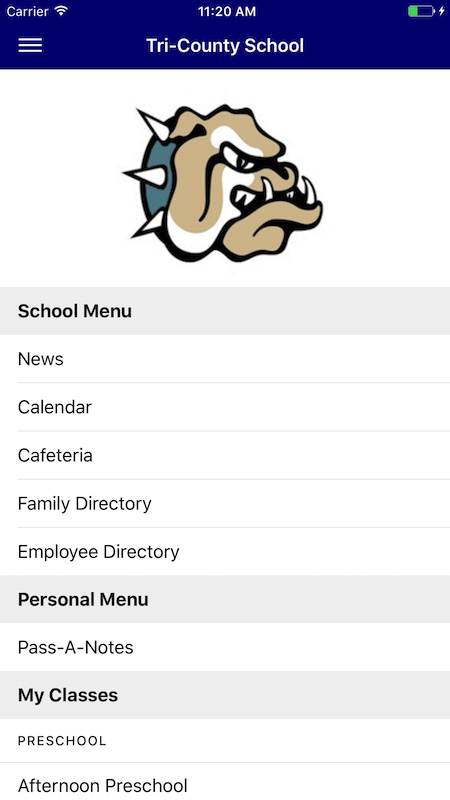 Carrier 11:20 AM
Tri-County School
School Menu
News
Calendar
Cafeteria
Family Directory
Employee Directory
Personal Menu
Pass-A-Notes
My Classes
PRESCHOOL
Afternoon Preschool